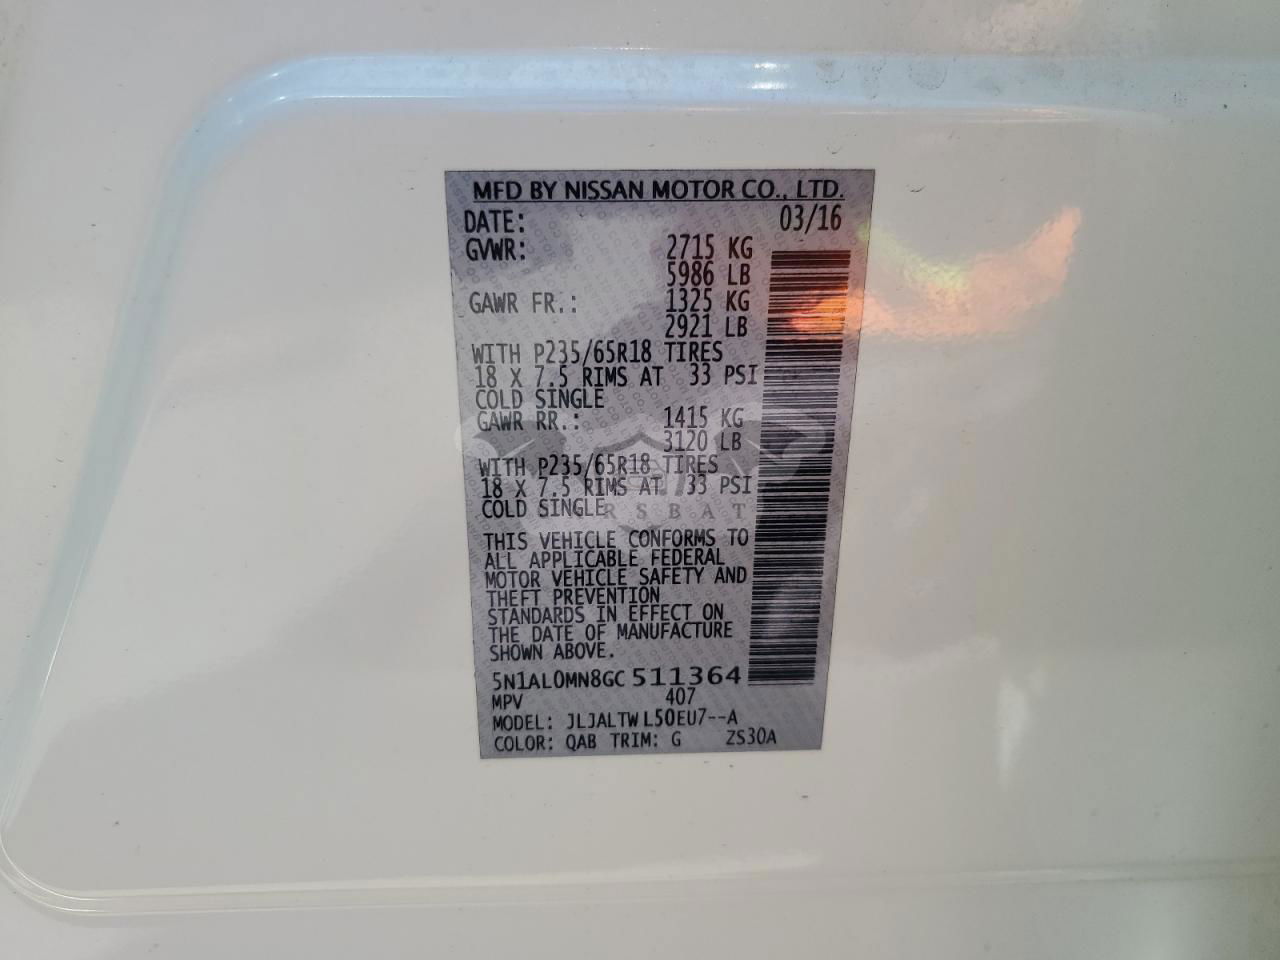 MFD BY NISSAN MOTOR CO., LTD.
DATE: 03/16
GVWR: 2715 KG
5986 LB
GAWR FR.: 1325 KG
2921 LB
WITH P235/65R18 TIRES
18 X 7.5 RIMS AT 33 PSI
COLD SINGLE
GAWR RR.: 1415 KG
3120 LB
WITH P235/65R18 TIRES
18 X 7.5 RIMS AT 33 PSI
COLD SINGLE
THIS VEHICLE CONFORMS TO
ALL APPLICABLE FEDERAL
MOTOR VEHICLE SAFETY AND
THEFT PREVENTION
STANDARDS IN EFFECT ON
THE DATE OF MANUFACTURE
SHOWN ABOVE.
5N1AL0MN8GC 511364
MPV 407
MODEL: JLJALTWL50EU7--A
COLOR: QAB TRIM: G ZS30A